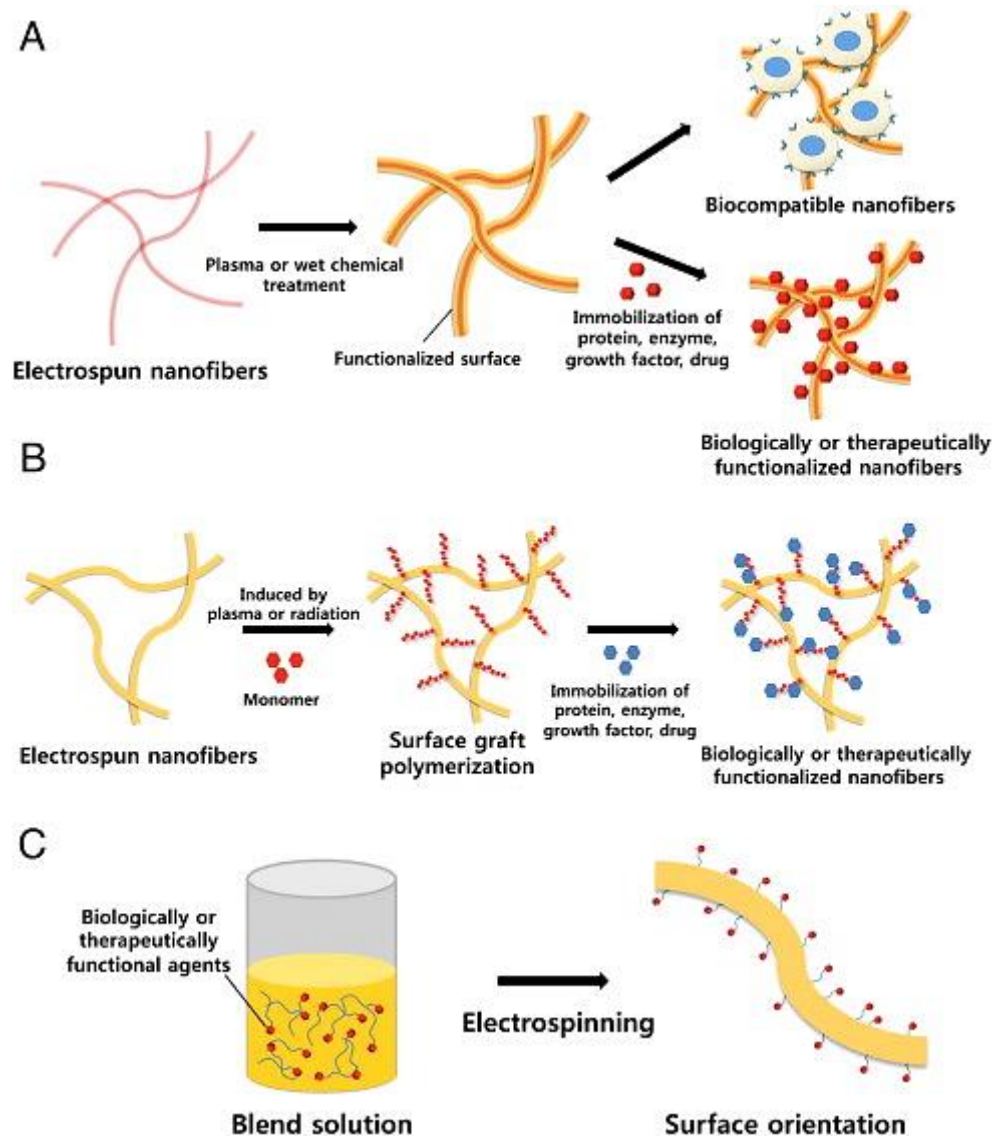 A
Biocompatible nanofibers
Plasma or wet chemical
treatment
Functionalized surface
Immobilization of
protein, enzyme,
growth factor, drug
Electrospun nanofibers
Biologically or therapeutically
functionalized nanofibers
B
Induced by
plasma or radiation
Monomer
Immobilization of
protein, enzyme,
growth factor, drug
Electrospun nanofibers
Surface graft
polymerization
Biologically or therapeutically
functionalized nanofibers
C
Biologically or
therapeutically
functional agents
Electrospinning
Blend solution
Surface orientation